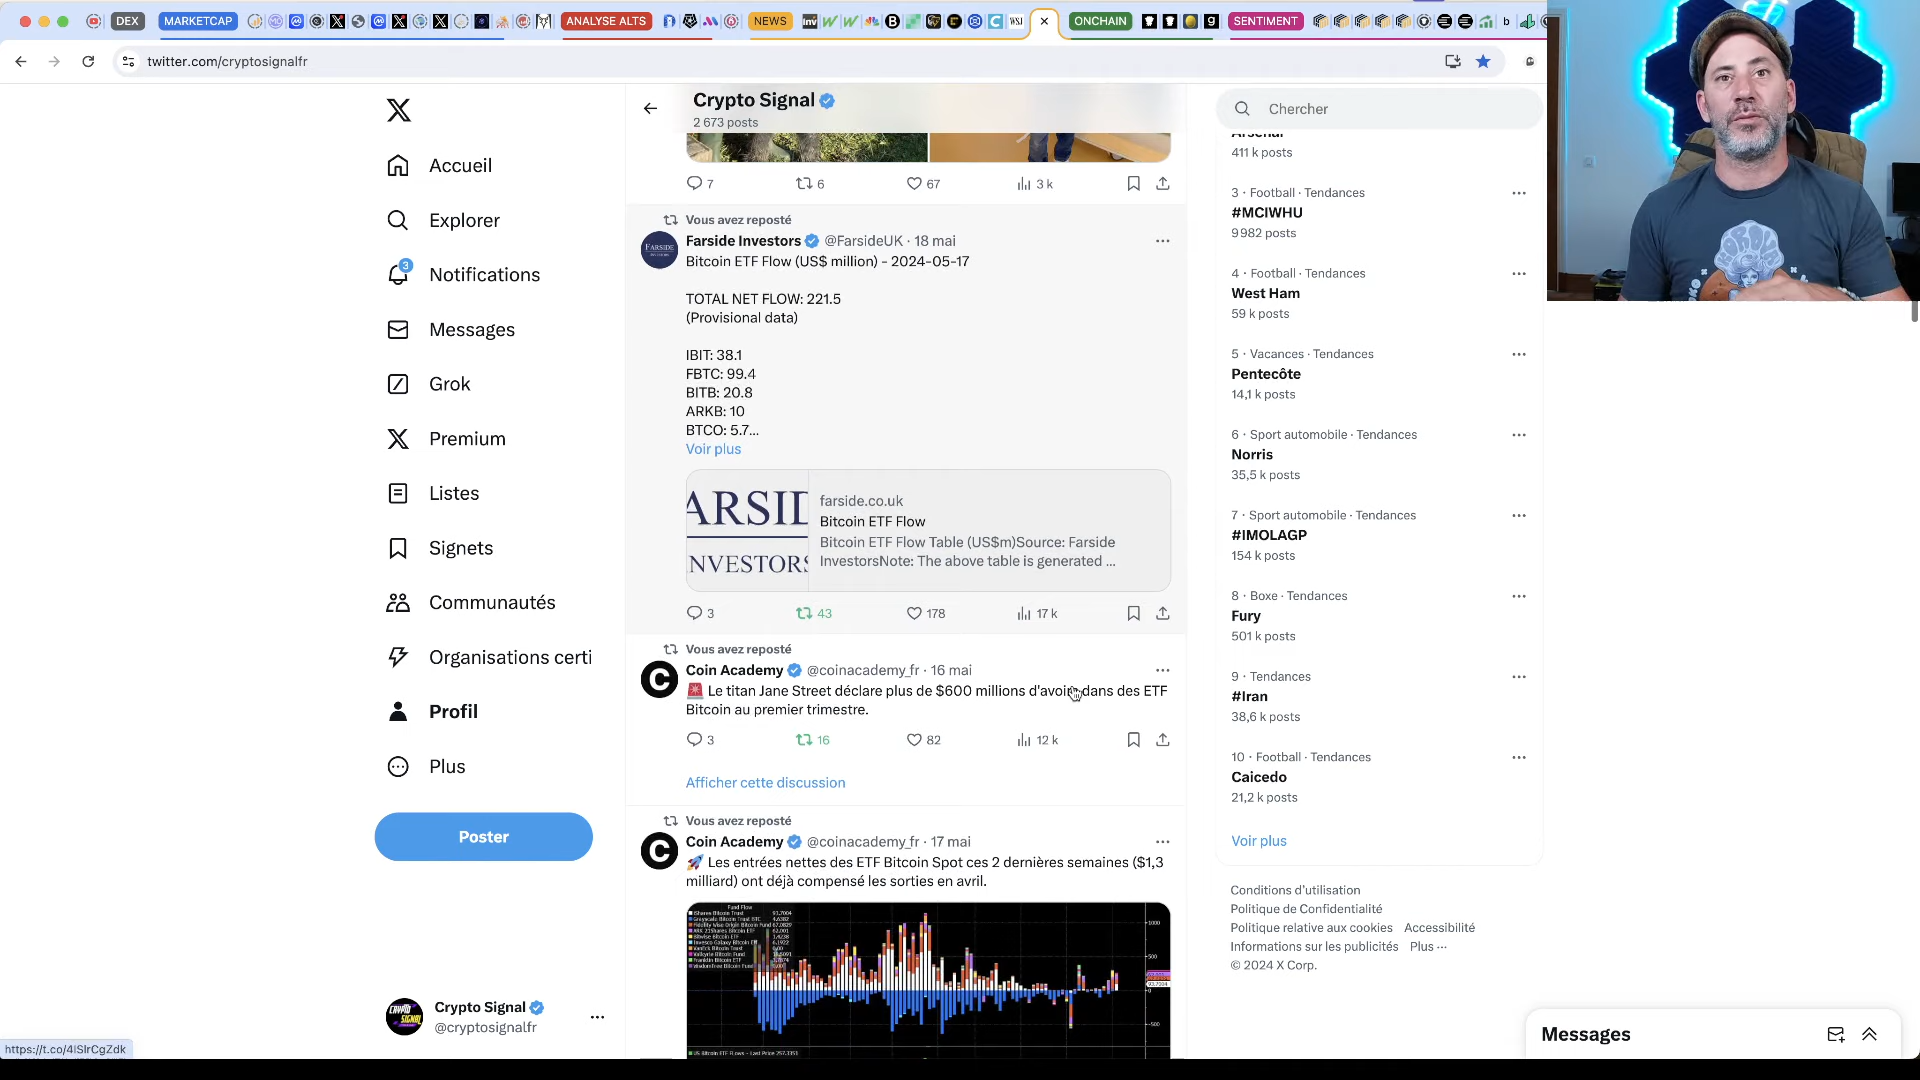 DEX
MARKETCAP
ANALYSE ALTS
NEWS
ONCHAIN
SENTIMENT
twitter.com/cryptosignalfr
Accueil
Explorer
3
Notifications
Messages
Grok
Premium
Listes
Signets
Communautés
Organisations certi
Profil
Plus
Poster
Crypto Signal
@cryptosignalfr
https://t.co/4lSlrCgZdk
Crypto Signal
2 673 posts
7
6
67
3 k
Vous avez reposté
Farside Investors @FarsideUK · 18 mai
Bitcoin ETF Flow (US$ million) - 2024-05-17
TOTAL NET FLOW: 221.5
(Provisional data)
IBIT: 38.1
FBTC: 99.4
BITB: 20.8
ARKB: 10
BTCO: 5.7...
Voir plus
ARSID
NVESTORS
farside.co.uk
Bitcoin ETF Flow
Bitcoin ETF Flow Table (US$m)Source: Farside
InvestorsNote: The above table is generated ...
3
43
178
17 k
Vous avez reposté
Coin Academy @coinacademy_fr · 16 mai
🚨 Le titan Jane Street déclare plus de $600 millions d'avoirs dans des ETF
Bitcoin au premier trimestre.
3
16
82
12 k
Afficher cette discussion
Vous avez reposté
Coin Academy @coinacademy_fr · 17 mai
🚀 Les entrées nettes des ETF Bitcoin Spot ces 2 dernières semaines ($1,3
milliard) ont déjà compensé les sorties en avril.
Fund Flow
1000
500
0
-500
Chercher
Arsenal
411 k posts
3 · Football · Tendances
#MCIWHU
9 982 posts
4 · Football · Tendances
West Ham
59 k posts
5 · Vacances · Tendances
Pentecôte
14,1 k posts
6 · Sport automobile · Tendances
Norris
35,5 k posts
7 · Sport automobile · Tendances
#IMOLAGP
154 k posts
8 · Boxe · Tendances
Fury
501 k posts
9 · Tendances
#Iran
38,6 k posts
10 · Football · Tendances
Caicedo
21,2 k posts
Voir plus
Conditions d'utilisation
Politique de Confidentialité
Politique relative aux cookies Accessibilité
Informations sur les publicités Plus ···
© 2024 X Corp.
Messages